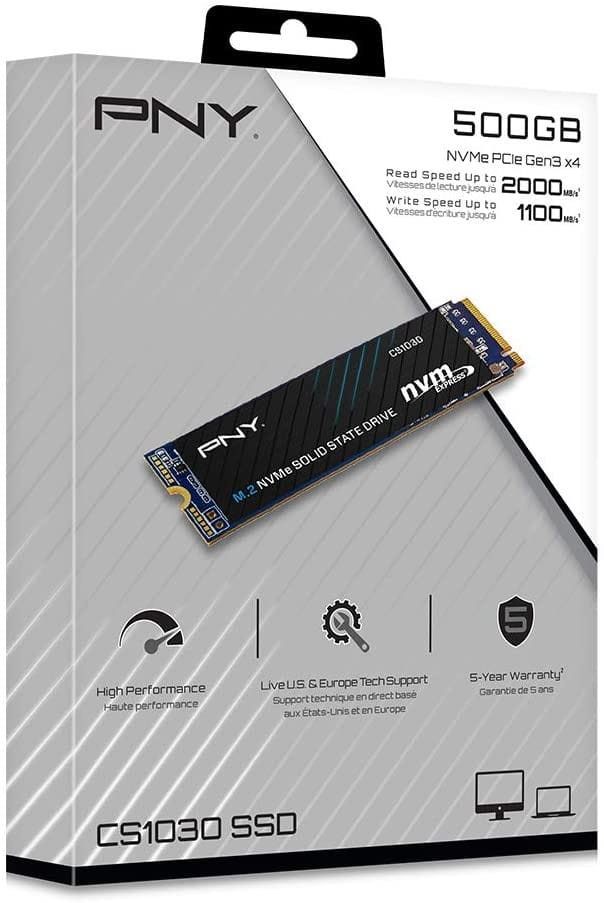 PNY®
500GB
NVMe PCIe Gen3 x4
Read Speed Up to
Vitesses de lecture jusqu'à
2000MB/s¹
Write Speed Up to
Vitesses d'écriture jusqu'à
1100MB/s¹
CS1030
nvm
EXPRESS
PNY.
M.2 NVMe SOLID STATE DRIVE
High Performance
Haute performance
Live U.S. & Europe Tech Support
Support technique en direct basé
aux États-Unis et en Europe
5
5-Year Warranty²
Garantie de 5 ans
CS1030 SSD